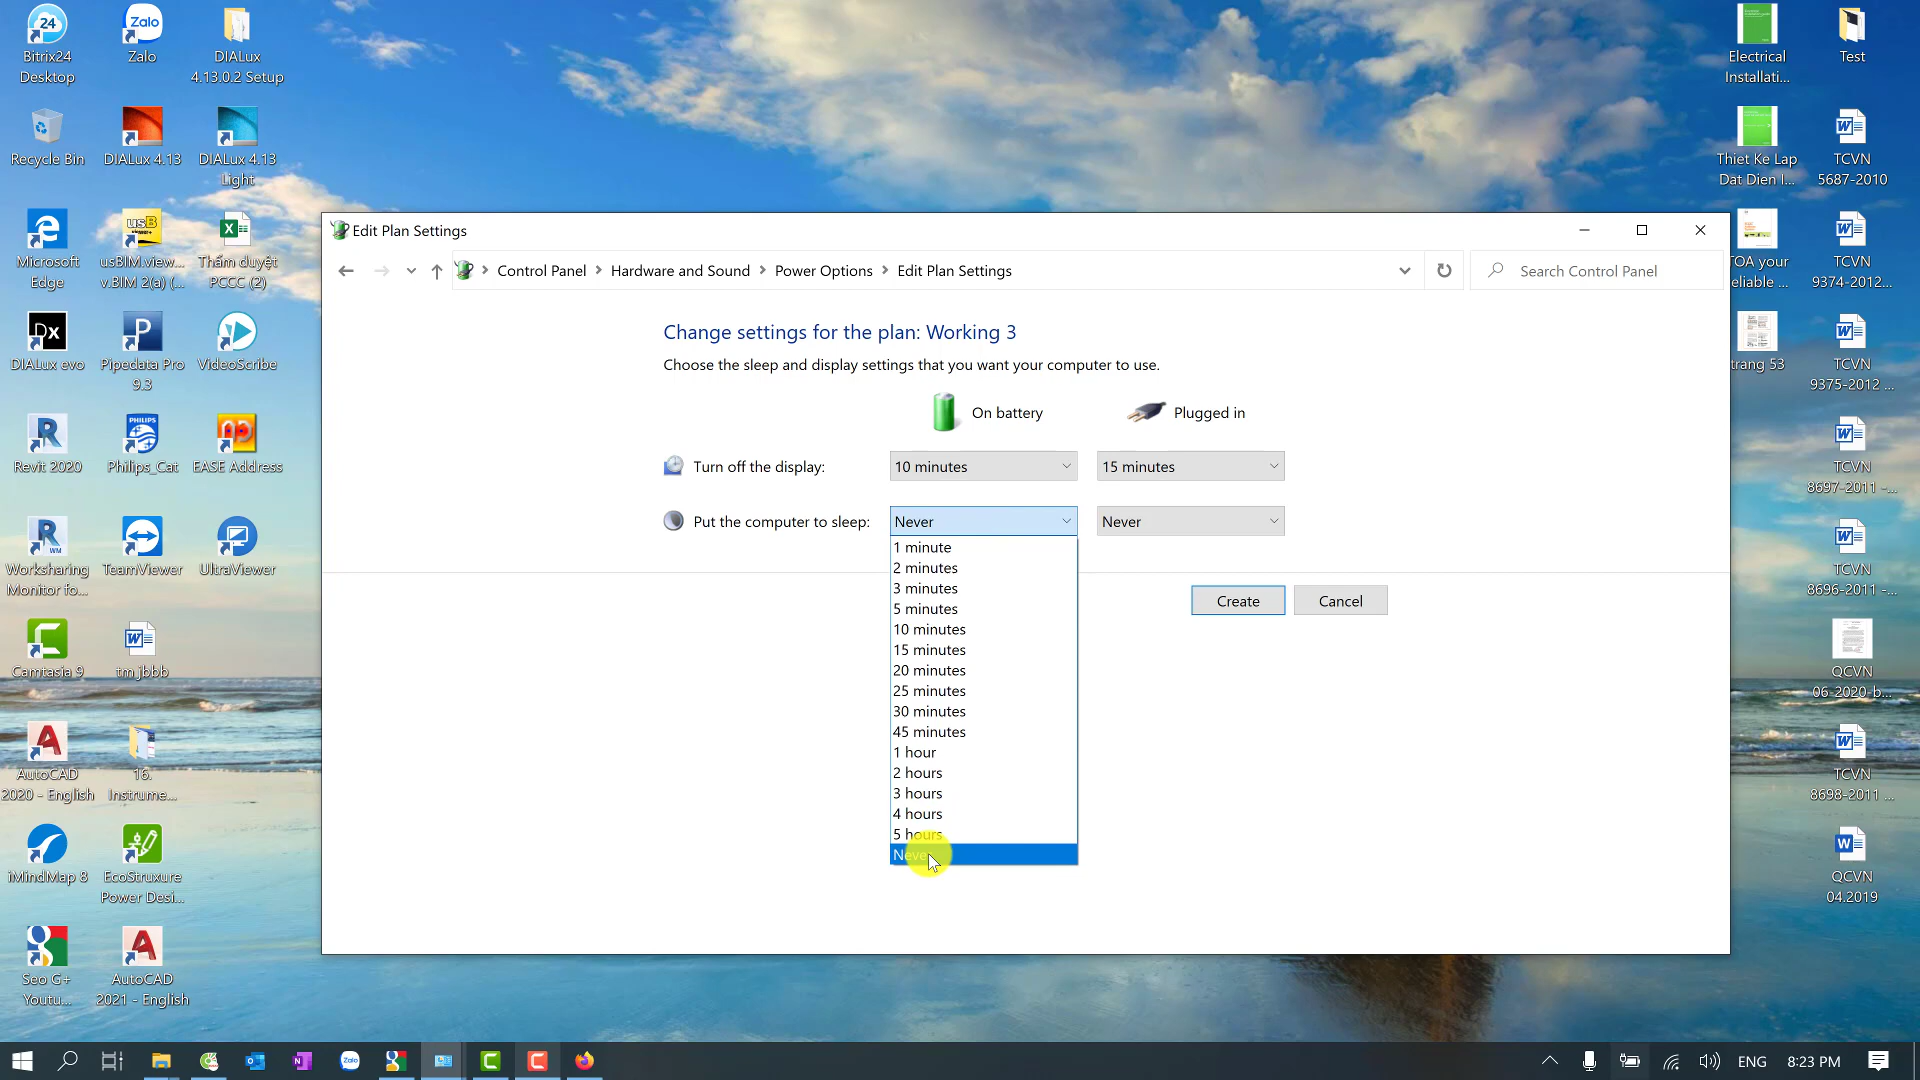 Bitrix24
Desktop
Zalo
Zalo
DIALux
4.13.0.2 Setup
Recycle Bin
DIALux 4.13
DIALux 4.13
Light
Microsoft
Edge
usBIM.view...
v.BIM 2(a) (...
Thẩm duyệt
PCCC (2)
DIALux evo
Pipedata Pro
9.3
VideoScribe
Revit 2020
PHILIPS
Philips_Cat
EASE Address
Worksharing
Monitor fo...
TeamViewer
UltraViewer
Camtasia 9
tm.jbbb
AutoCAD
2020 - English
16.
Instrume...
iMindMap 8
EcoStruxure
Power Desi...
Seo G+
Youtu...
AutoCAD
2021 - English
Edit Plan Settings
Control Panel
Hardware and Sound
Power Options
Edit Plan Settings
Search Control Panel
Change settings for the plan: Working 3
Choose the sleep and display settings that you want your computer to use.
On battery
Plugged in
Turn off the display:
10 minutes
15 minutes
Put the computer to sleep:
Never
Never
1 minute
2 minutes
3 minutes
5 minutes
10 minutes
15 minutes
20 minutes
25 minutes
30 minutes
45 minutes
1 hour
2 hours
3 hours
4 hours
5 hours
Never
Create
Cancel
Electrical
Installati...
Test
Thiet Ke Lap
Dat Dien I...
TCVN
5687-2010
TOA your
eliable ...
TCVN
9374-2012...
trang 53
TCVN
9375-2012 ...
TCVN
8697-2011 -...
TCVN
8696-2011 -...
QCVN
06-2020-b...
TCVN
8698-2011 ...
QCVN
04.2019
ENG
8:23 PM